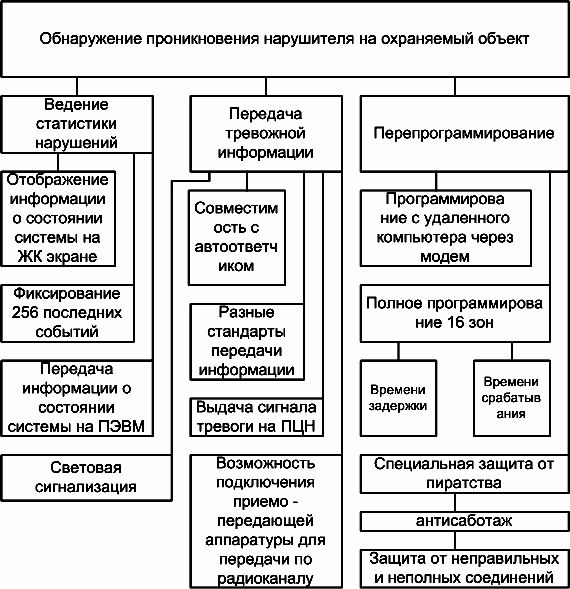 Обнаружение проникновения нарушителя на охраняемый объект
Ведение
статистики
нарушений
Отображение
информации
о состоянии
системы на
ЖК экране
Фиксирование
256 последних
событий
Передача
информации о
состоянии
системы на ПЭВМ
Световая
сигнализация
Передача
тревожной
информации
Совместим
ость с
автоответч
иком
Разные
стандарты
передачи
информации
Выдача сигнала
тревоги на ПЦН
Возможность
подключения
приемо -
передающей
аппаратуры для
передачи по
радиоканалу
Перепрограммирование
Программирова
ние с удаленного
компьютера через
модем
Полное программирова
ние 16 зон
Времени
задержки
Времени
срабатыв
ания
Специальная защита от
пиратства
антисаботаж
Защита от неправильных
и неполных соединений